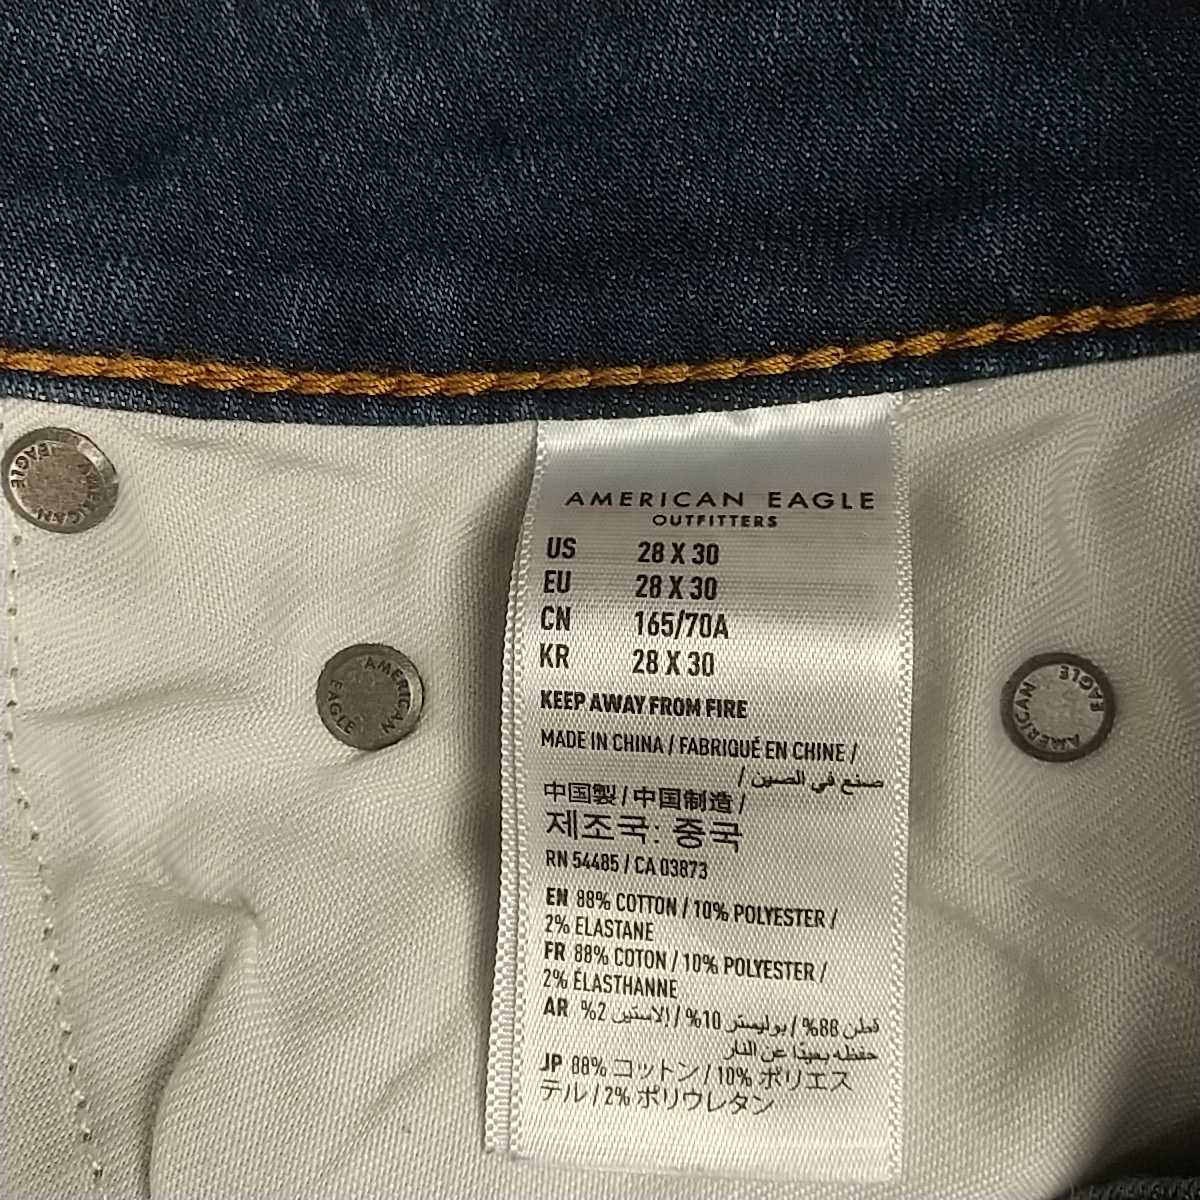 AMERICAN EAGLE
OUTFITTERS
US 28 X 30
EU 28 X 30
CN 165/70A
KR 28 X 30
KEEP AWAY FROM FIRE
MADE IN CHINA / FABRIQUÉ EN CHINE /
صنع في الصين /
中国製 / 中国制造 /
제조국: 중국
RN 54485 / CA 03873
EN 88% COTTON / 10% POLYESTER /
2% ELASTANE
FR 88% COTON / 10% POLYESTER /
2% ÉLASTHANNE
AR قطن 88% / بوليستر 10% / إلاستين 2%
حفظه بعيدًا عن النار
JP 88% コットン / 10% ポリエス
テル / 2% ポリウレタン
AMERICAN EAGLE
AMERICAN EAGLE
AMERICAN EAGLE